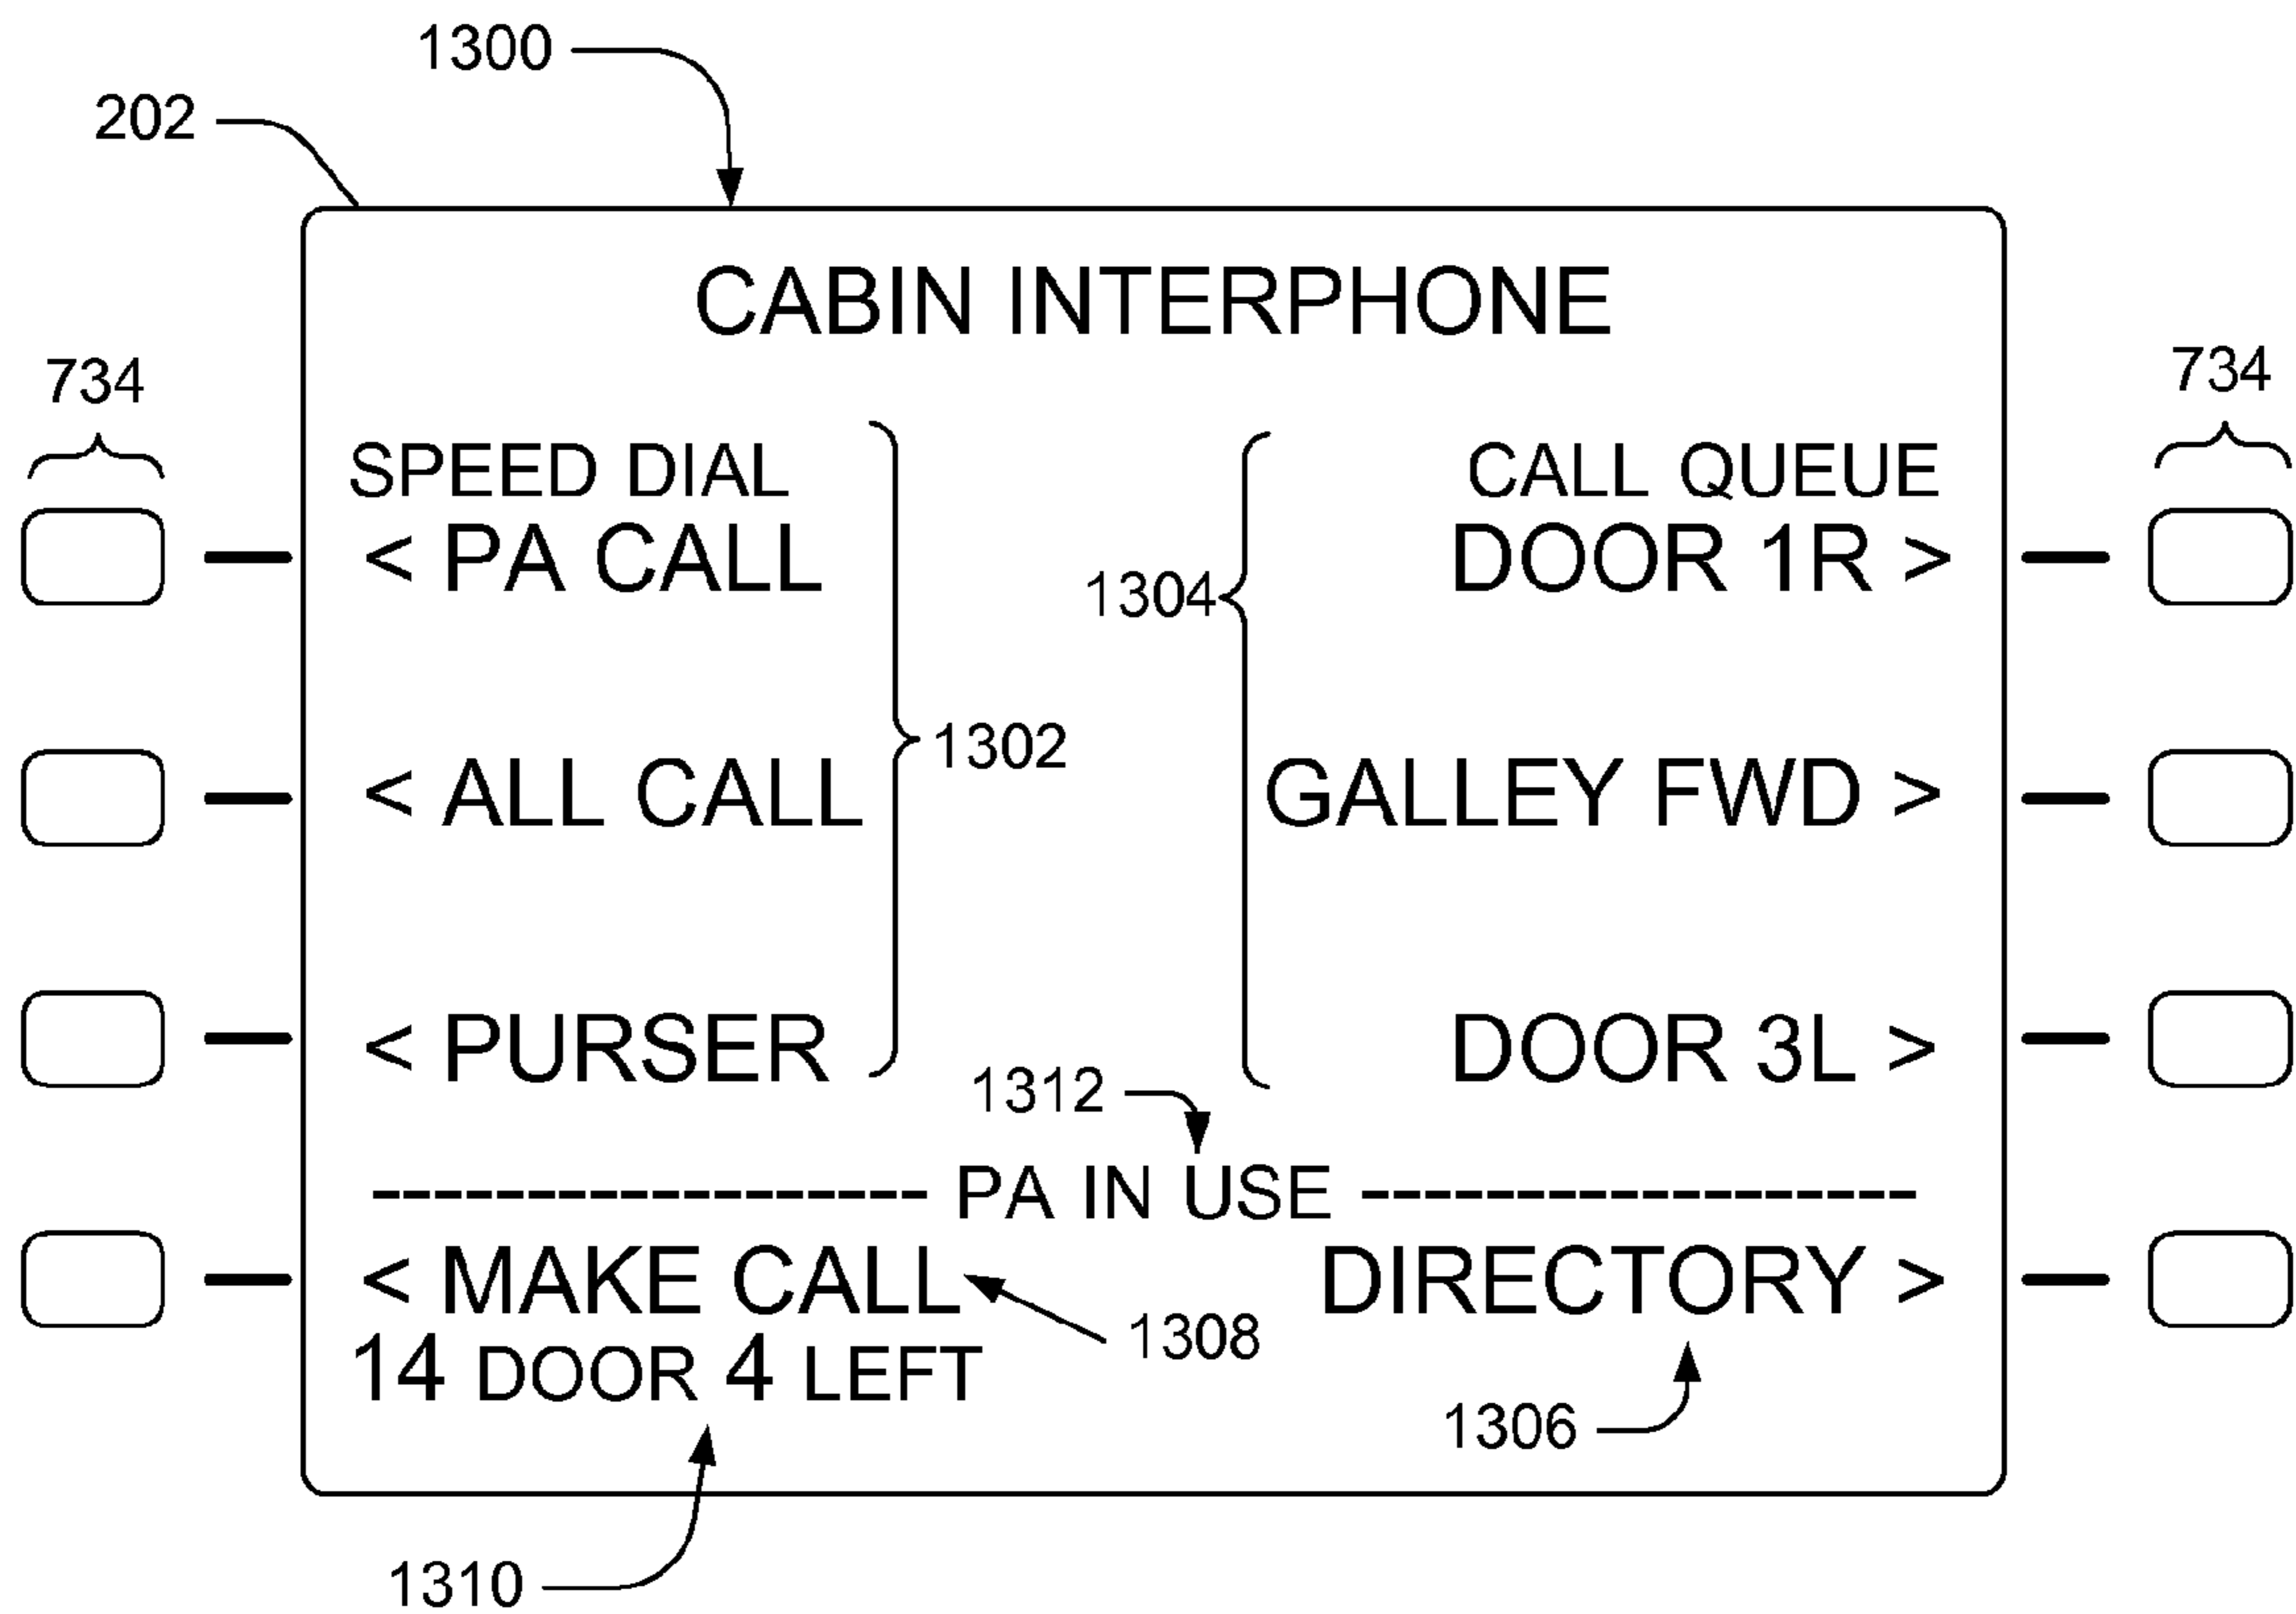 1300
202
CABIN INTERPHONE
734
734
SPEED DIAL
CALL QUEUE
< PA CALL
DOOR 1R >
1304
1302
< ALL CALL
GALLEY FWD >
< PURSER
DOOR 3L >
1312
-------------------- PA IN USE --------------------
< MAKE CALL
DIRECTORY >
1308
14 DOOR 4 LEFT
1306
1310